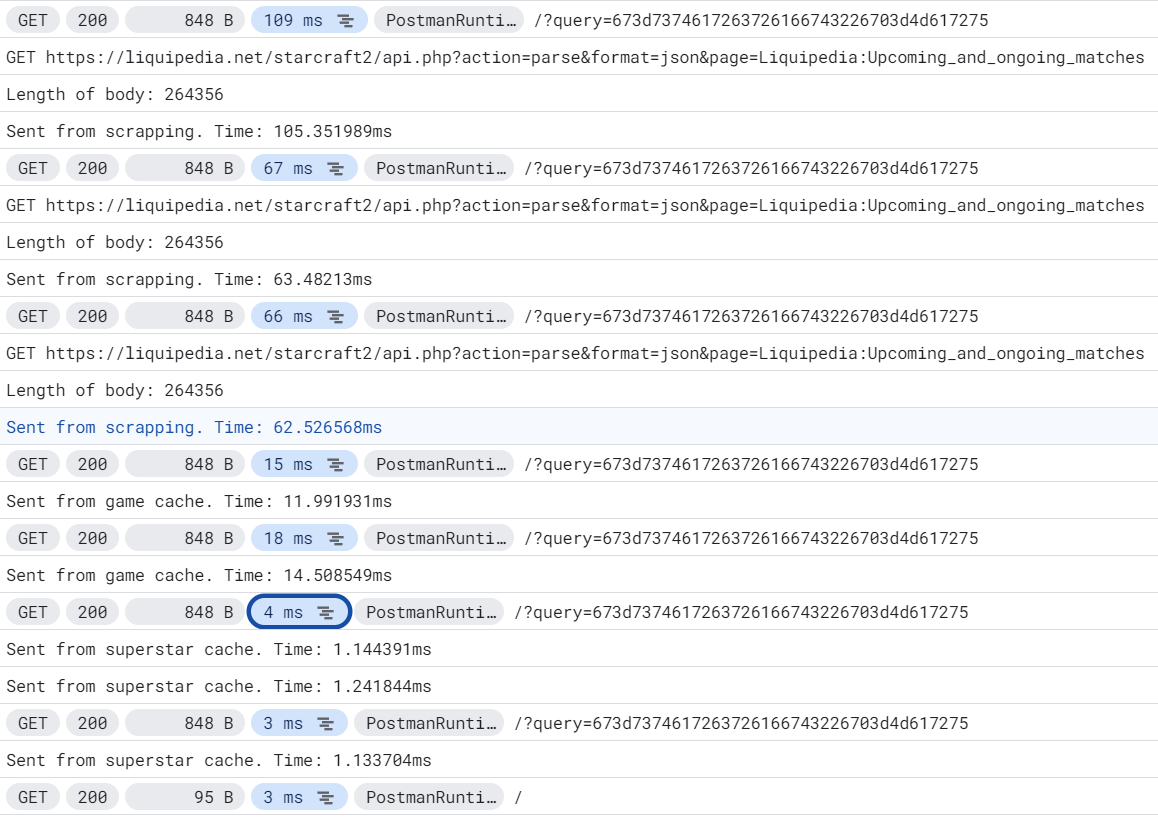 GET 200 848 B 109 ms PostmanRunti… /?query=673d7374617263726166743226703d4d617275
GET https://liquipedia.net/starcraft2/api.php?action=parse&format=json&page=Liquipedia:Upcoming_and_ongoing_matches
Length of body: 264356
Sent from scrapping. Time: 105.351989ms
GET 200 848 B 67 ms PostmanRunti… /?query=673d7374617263726166743226703d4d617275
GET https://liquipedia.net/starcraft2/api.php?action=parse&format=json&page=Liquipedia:Upcoming_and_ongoing_matches
Length of body: 264356
Sent from scrapping. Time: 63.48213ms
GET 200 848 B 66 ms PostmanRunti… /?query=673d7374617263726166743226703d4d617275
GET https://liquipedia.net/starcraft2/api.php?action=parse&format=json&page=Liquipedia:Upcoming_and_ongoing_matches
Length of body: 264356
Sent from scrapping. Time: 62.526568ms
GET 200 848 B 15 ms PostmanRunti… /?query=673d7374617263726166743226703d4d617275
Sent from game cache. Time: 11.991931ms
GET 200 848 B 18 ms PostmanRunti… /?query=673d7374617263726166743226703d4d617275
Sent from game cache. Time: 14.508549ms
GET 200 848 B 4 ms PostmanRunti… /?query=673d7374617263726166743226703d4d617275
Sent from superstar cache. Time: 1.144391ms
Sent from superstar cache. Time: 1.241844ms
GET 200 848 B 3 ms PostmanRunti… /?query=673d7374617263726166743226703d4d617275
Sent from superstar cache. Time: 1.133704ms
GET 200 95 B 3 ms PostmanRunti… /